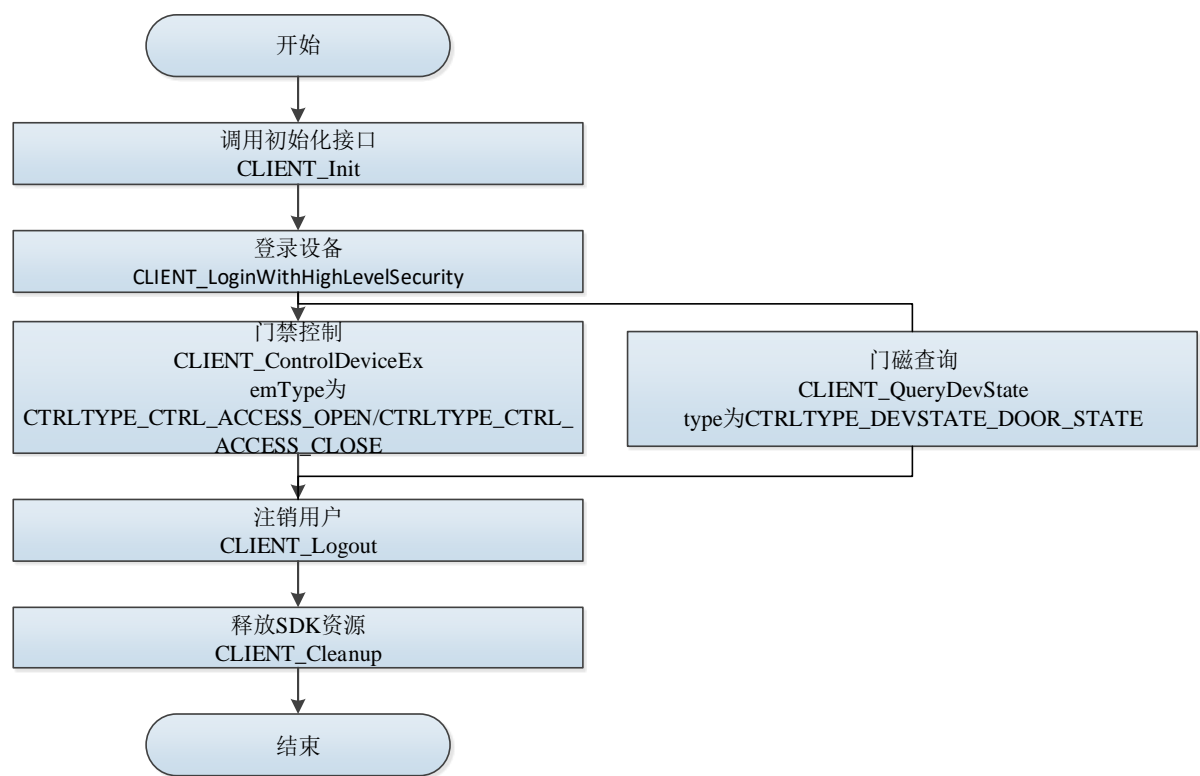 开始
调用初始化接口
CLIENT_Init
登录设备
CLIENT_LoginWithHighLevelSecurity
门禁控制
CLIENT_ControlDeviceEx
emType为
CTRLTYPE_CTRL_ACCESS_OPEN/CTRLTYPE_CTRL_
ACCESS_CLOSE
门磁查询
CLIENT_QueryDevState
type为CTRLTYPE_DEVSTATE_DOOR_STATE
注销用户
CLIENT_Logout
释放SDK资源
CLIENT_Cleanup
结束